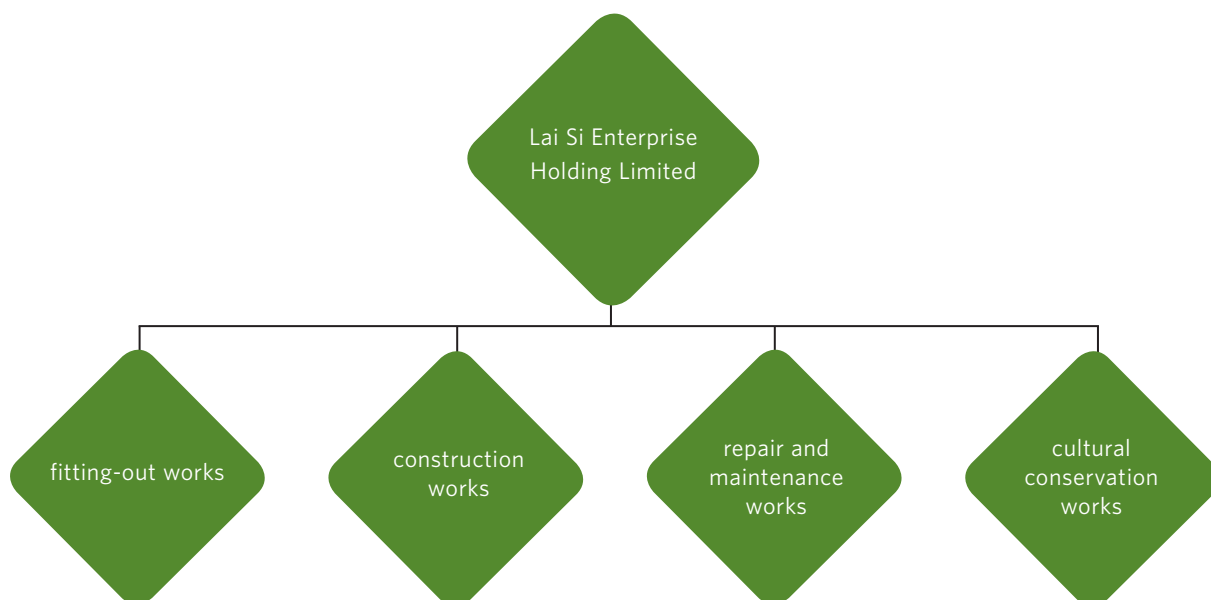 Lai Si Enterprise
Holding Limited
fitting-out works
construction
works
repair and
maintenance
works
cultural
conservation
works